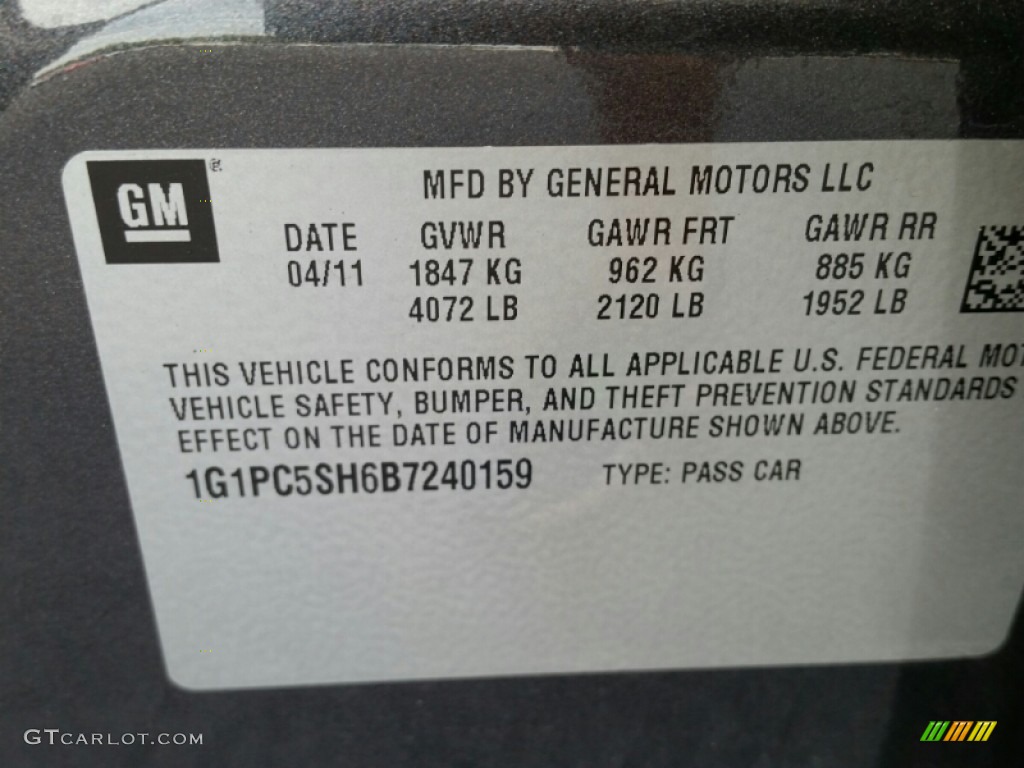 GM ®
MFD BY GENERAL MOTORS LLC
DATE GVWR GAWR FRT GAWR RR
04/11 1847 KG 962 KG 885 KG
4072 LB 2120 LB 1952 LB
THIS VEHICLE CONFORMS TO ALL APPLICABLE U.S. FEDERAL MOT
VEHICLE SAFETY, BUMPER, AND THEFT PREVENTION STANDARDS
EFFECT ON THE DATE OF MANUFACTURE SHOWN ABOVE.
1G1PC5SH6B7240159 TYPE: PASS CAR
GTCARLOT.COM